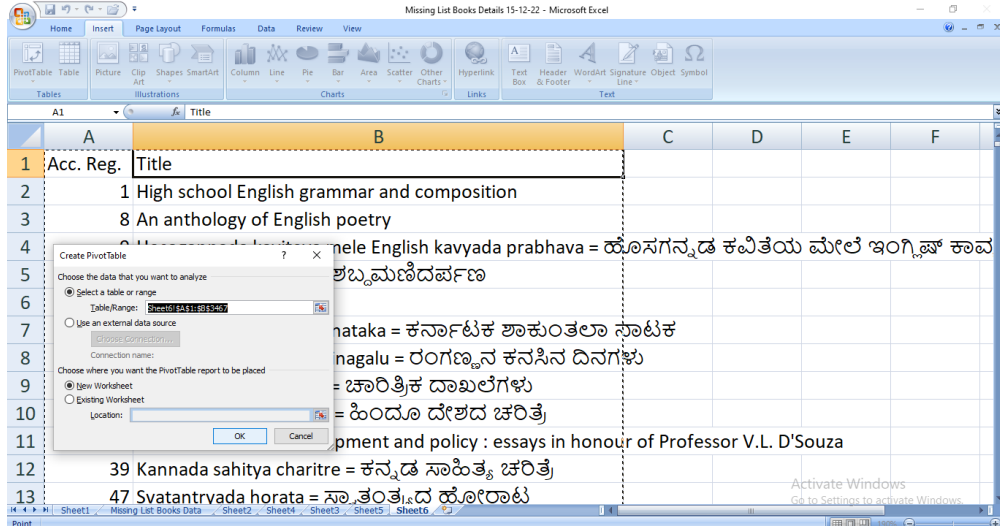 Missing List Books Details 15-12-22 - Microsoft Excel
Home Insert Page Layout Formulas Data Review View
PivotTable Table Picture Clip Art Shapes SmartArt Column Line Pie Bar Area Scatter Other Charts Hyperlink Text Box Header & Footer WordArt Signature Line Object Symbol
Tables Illustrations Charts Links Text
A1 fx Title
A B C D E F
1 Acc. Reg. Title
2 1 High school English grammar and composition
3 8 An anthology of English poetry
4 mele English kavyada prabhava = ಹೊಸಗನ್ನಡ ಕವಿತೆಯ ಮೇಲೆ ಇಂಗ್ಲಿಷ್ ಕಾವ
Create PivotTable ?
Choose the data that you want to analyze
5 ಶಬ್ದಮಣಿದರ್ಪಣ
Select a table or range
6
Table/Range: Sheet6!$A$1:$B$3467
Use an external data source
7 nataka = ಕರ್ನಾಟಕ ಶಾಕುಂತಲಾ ನಾಟಕ
Choose Connection...
Connection name:
8 inagalu = ರಂಗಣ್ಣನ ಕನಸಿನ ದಿನಗಳು
Choose where you want the PivotTable report to be placed
New Worksheet
9 = ಚಾರಿತ್ರಿಕ ದಾಖಲೆಗಳು
Existing Worksheet
Location:
10 = ಹಿಂದೂ ದೇಶದ ಚರಿತ್ರೆ
OK Cancel
11 pment and policy : essays in honour of Professor V.L. D'Souza
12 39 Kannada sahitya charitre = ಕನ್ನಡ ಸಾಹಿತ್ಯ ಚರಿತ್ರೆ
Activate Windows
13 47 Svatantryada horata = ಸ್ವಾತಂತ್ರ್ಯದ ಹೋರಾಟ
Go to Settings to activate Windows.
Sheet1 Missing List Books Data Sheet2 Sheet4 Sheet3 Sheet5 Sheet6
Point 100%